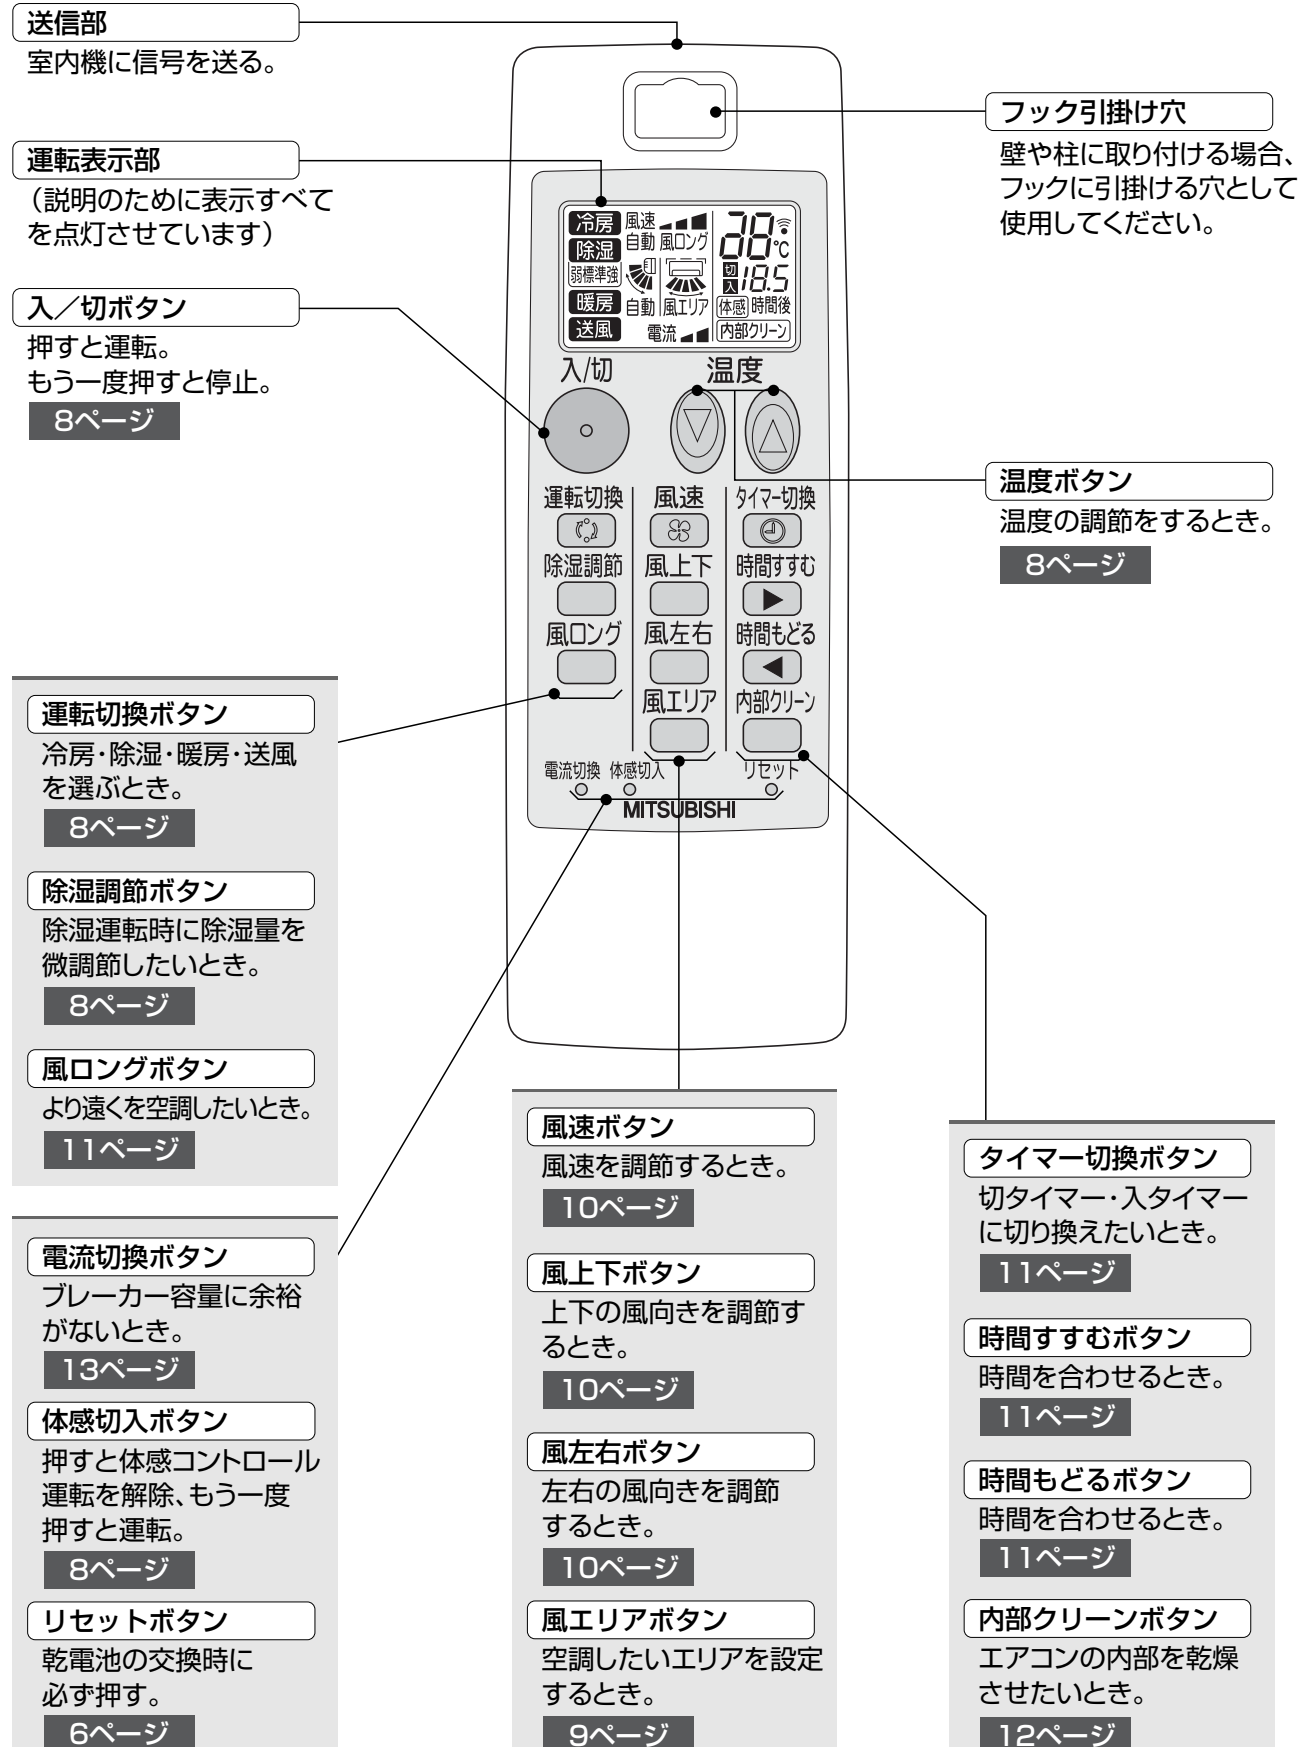 送信部
室内機に信号を送る。
運転表示部
(説明のために表示すべて
を点灯させています)
入／切ボタン
押すと運転。
もう一度押すと停止。
8ページ
フック引掛け穴
壁や柱に取り付ける場合、
フックに引掛ける穴として
使用してください。
温度ボタン
温度の調節をするとき。
8ページ
冷房 風速
自動 風ロング
28℃
除湿
弱標準強
切
入
18.5
暖房 自動 風エリア 体感 時間後
送風 電流 内部クリーン
入/切 温度
運転切換 風速 タイマー切換
除湿調節 風上下 時間すすむ
風ロング 風左右 時間もどる
風エリア 内部クリーン
電流切換 体感切入 リセット
MITSUBISHI
運転切換ボタン
冷房・除湿・暖房・送風
を選ぶとき。
8ページ
除湿調節ボタン
除湿運転時に除湿量を
微調節したいとき。
8ページ
風ロングボタン
より遠くを空調したいとき。
11ページ
電流切換ボタン
ブレーカー容量に余裕
がないとき。
13ページ
体感切入ボタン
押すと体感コントロール
運転を解除、もう一度
押すと運転。
8ページ
リセットボタン
乾電池の交換時に
必ず押す。
6ページ
風速ボタン
風速を調節するとき。
10ページ
風上下ボタン
上下の風向きを調節す
るとき。
10ページ
風左右ボタン
左右の風向きを調節
するとき。
10ページ
風エリアボタン
空調したいエリアを設定
するとき。
9ページ
タイマー切換ボタン
切タイマー・入タイマー
に切り換えたいとき。
11ページ
時間すすむボタン
時間を合わせるとき。
11ページ
時間もどるボタン
時間を合わせるとき。
11ページ
内部クリーンボタン
エアコンの内部を乾燥
させたいとき。
12ページ